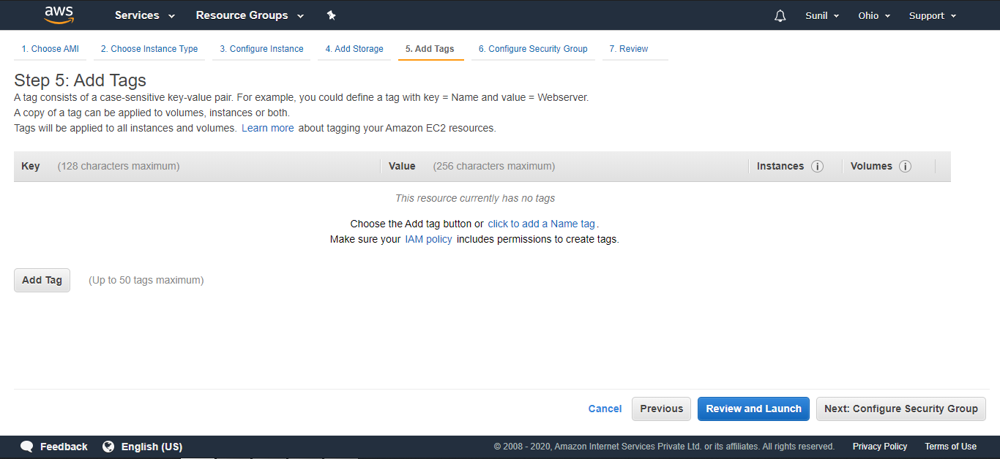 aws Services Resource Groups Sunil Ohio Support
1. Choose AMI 2. Choose Instance Type 3. Configure Instance 4. Add Storage 5. Add Tags 6. Configure Security Group 7. Review
Step 5: Add Tags
A tag consists of a case-sensitive key-value pair. For example, you could define a tag with key = Name and value = Webserver.
A copy of a tag can be applied to volumes, instances or both.
Tags will be applied to all instances and volumes. Learn more about tagging your Amazon EC2 resources.
Key (128 characters maximum) Value (256 characters maximum) Instances i Volumes i
This resource currently has no tags
Choose the Add tag button or click to add a Name tag.
Make sure your IAM policy includes permissions to create tags.
Add Tag (Up to 50 tags maximum)
Cancel Previous Review and Launch Next: Configure Security Group
Feedback English (US) © 2008 - 2020, Amazon Internet Services Private Ltd. or its affiliates. All rights reserved. Privacy Policy Terms of Use